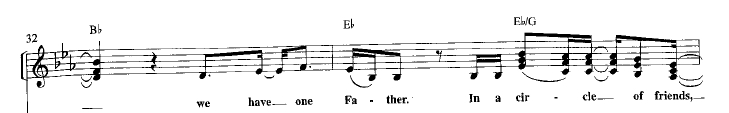 32
B♭ E♭ E♭/G
we have one Fa - ther. In a cir - cle of friends,